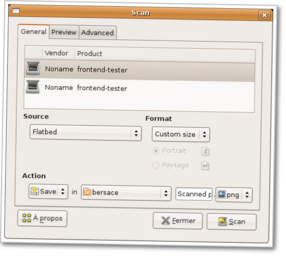 Scan
General Preview Advanced
Vendor Product
Noname frontend-tester
Noname frontend-tester
Source Format
Flatbed Custom size
Portrait
Paysage
Action
Save in bersace Scanned p png
À propos Fermer Scan